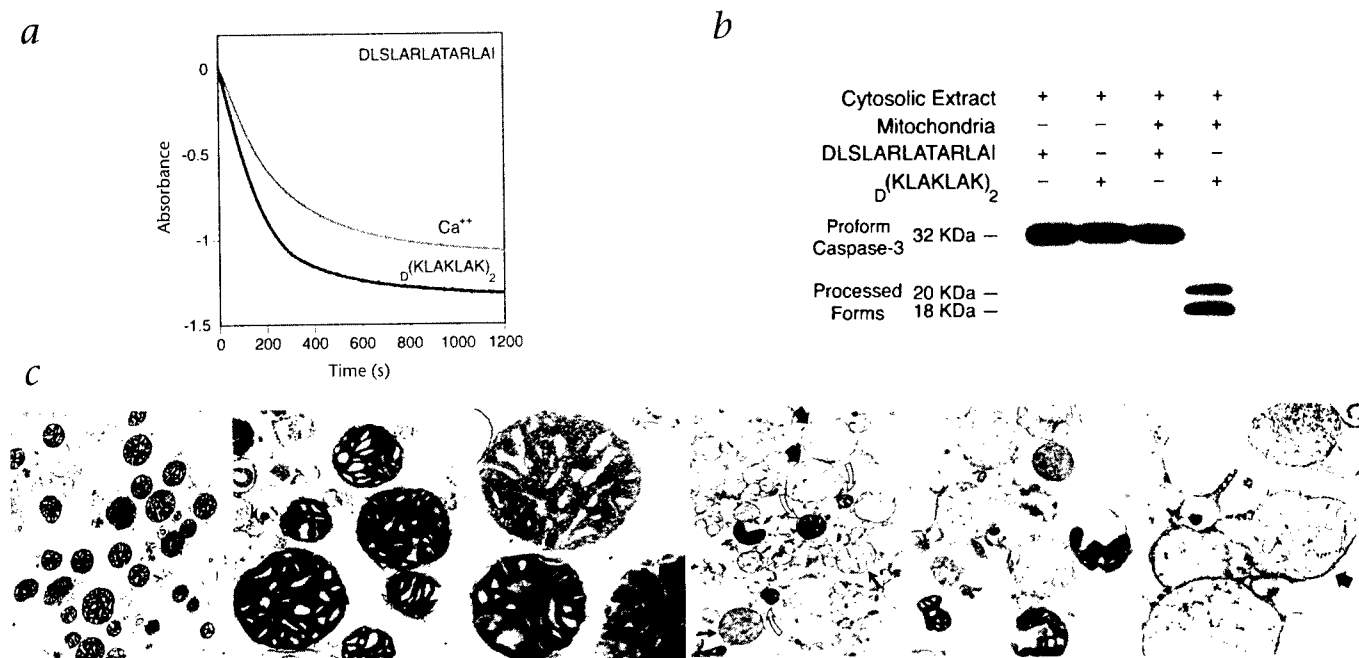 a
DLSLARLATARLAI
0
-0.5
-1
-1.5
Absorbance
Ca++
D(KLAKLAK)2
0 200 400 600 800 1000 1200
Time (s)
b
Cytosolic Extract + + + +
Mitochondria – – + +
DLSLARLATARLAI + – + –
D(KLAKLAK)2 – + – +
Proform
Caspase-3 32 KDa –
Processed
Forms
20 KDa –
18 KDa –
c